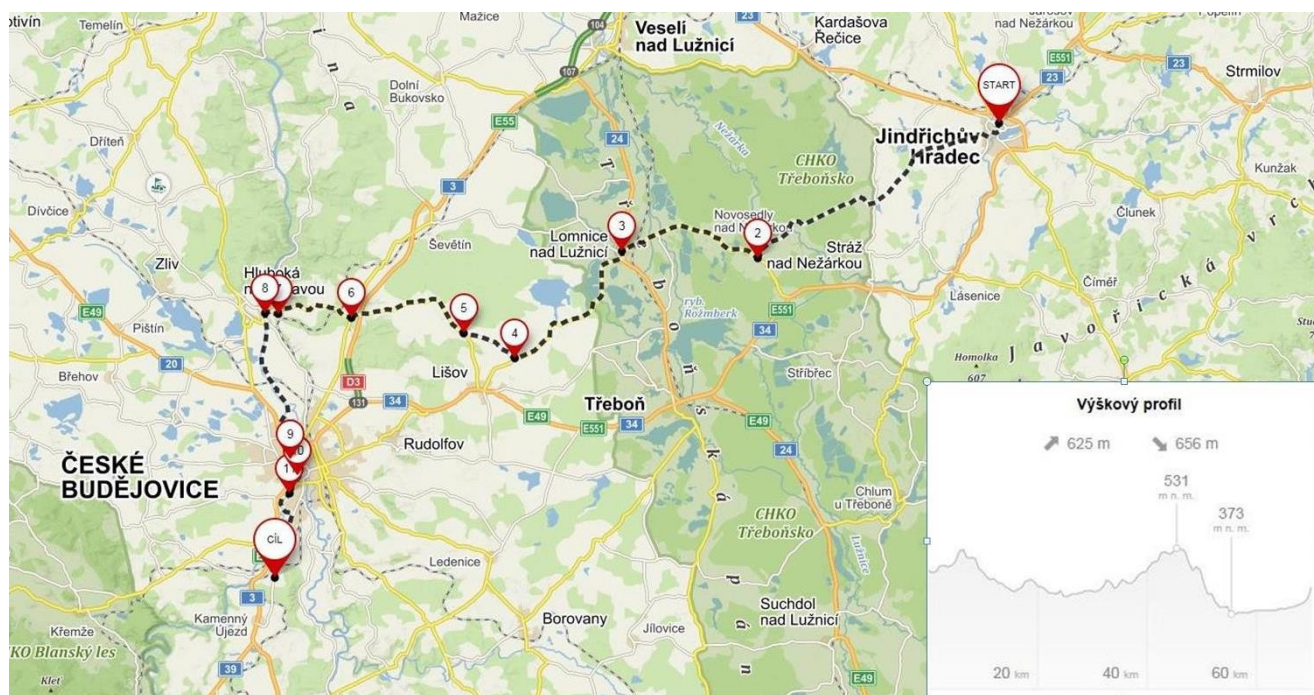 Temelín
Mažice
104
Veselí
nad Lužnicí
23
Kardašova
Řečice
Jarošov
nad Nežárkou
E551
23
23
Strmilov
START
Dolní
Bukovsko
107
i
n
a
E55
24
Nežárka
Jindřichův
Hradec
Dříteň
3
T
ř
e
b
o
ň
s
k
á
p
á
n
CHKO
Třeboňsko
Kunžak
Dívčice
Ševětín
Lomnice
nad Lužnicí
3
Novosedly
nad Nežárkou
2
Stráž
nad Nežárkou
Člunek
Zliv
Hluboká
nad Vltavou
8
6
5
4
E49
Pištín
ryb.
Rožmberk
E551
34
Lásenice
Číměř
J a v o ř i c k á v r c
Homolka
607
20
Břehov
Lišov
D3
131
34
E49
E551
34
Třeboň
Stříbřec
E49
24
Rudolfov
9
10
ČESKÉ
BUDĚJOVICE
CÍL
3
Kamenný
Újezd
39
Křemže
CHKO Blanský les
Kleť
Ledenice
Borovany
Jílovice
Chlum
u Třeboně
CHKO
Třeboňsko
Lužnice
Suchdol
nad Lužnicí
E49
Výškový profil
625 m
656 m
531
m n. m.
373
m n. m.
20 km
40 km
60 km